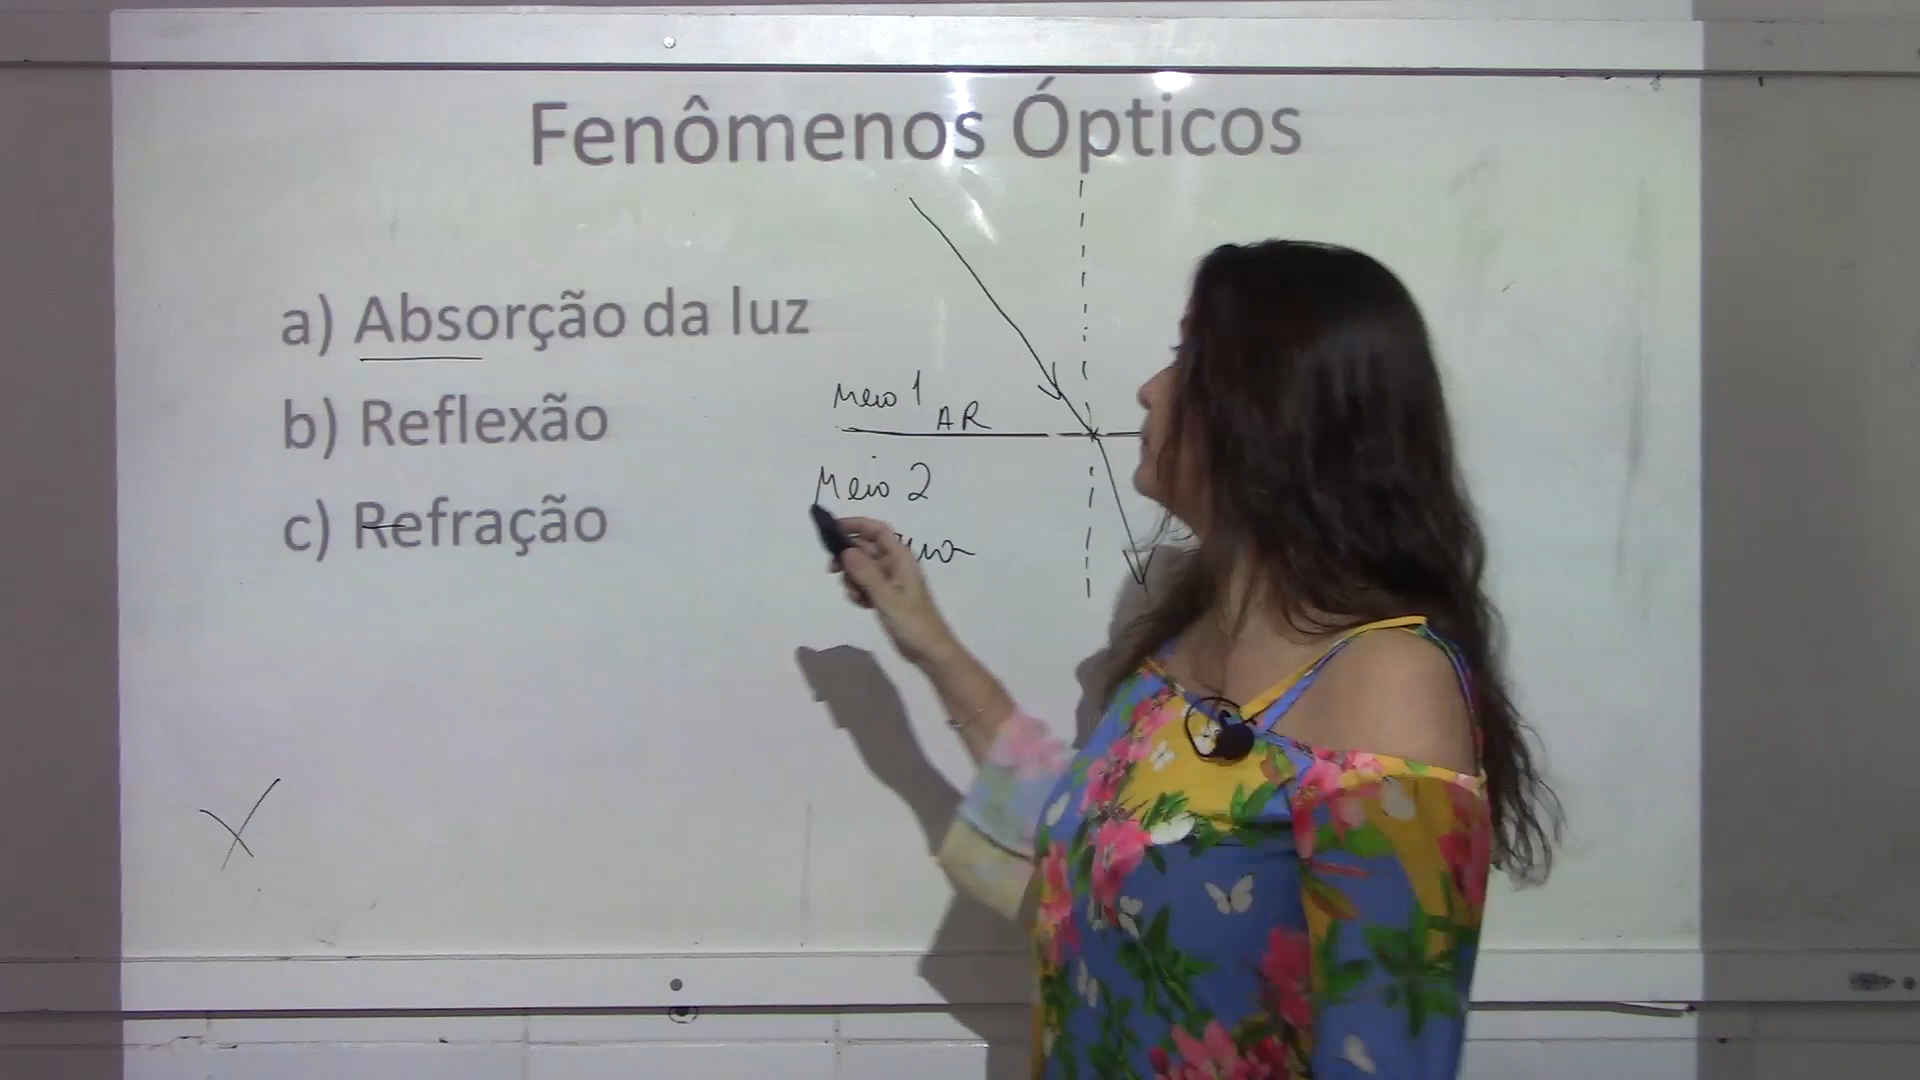 Fenômenos Ópticos
a) Absorção da luz
b) Reflexão
c) Refração
Meio 1
AR
Meio 2